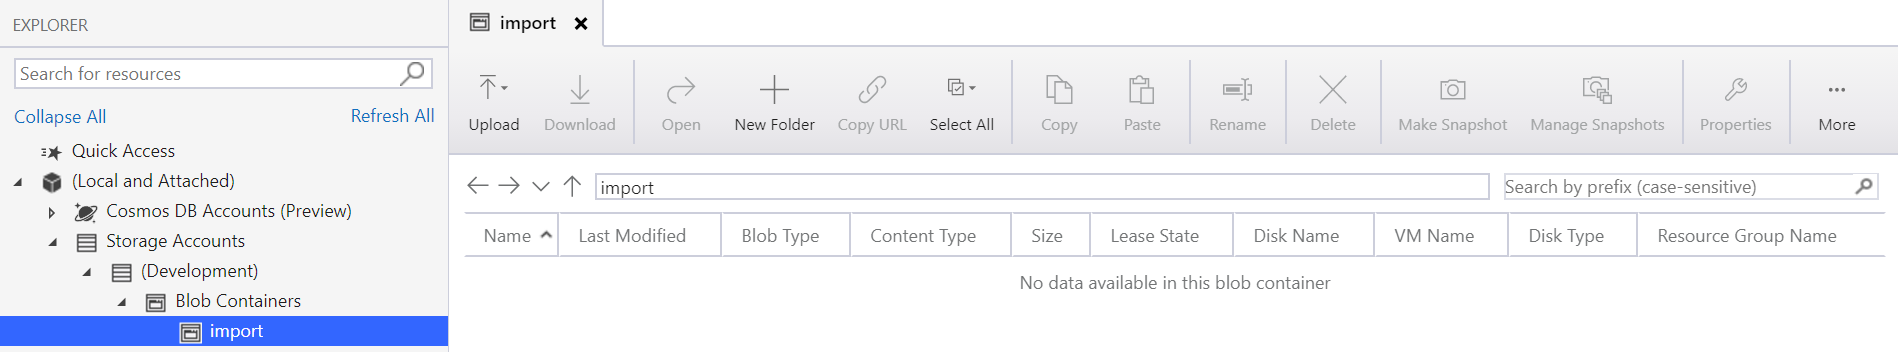 EXPLORER
Search for resources
Collapse All Refresh All
Quick Access
(Local and Attached)
Cosmos DB Accounts (Preview)
Storage Accounts
(Development)
Blob Containers
import
import
Upload Download Open New Folder Copy URL Select All Copy Paste Rename Delete Make Snapshot Manage Snapshots Properties More
import Search by prefix (case-sensitive)
Name Last Modified Blob Type Content Type Size Lease State Disk Name VM Name Disk Type Resource Group Name
No data available in this blob container